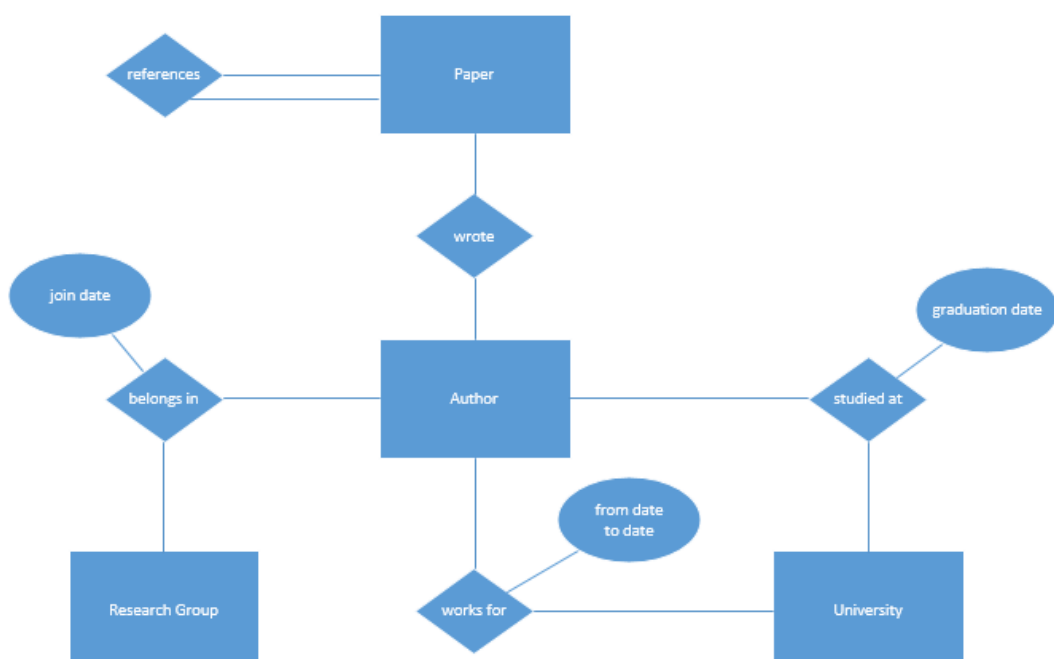 Paper
references
wrote
join date
graduation date
belongs in
Author
studied at
from date
to date
Research Group
works for
University